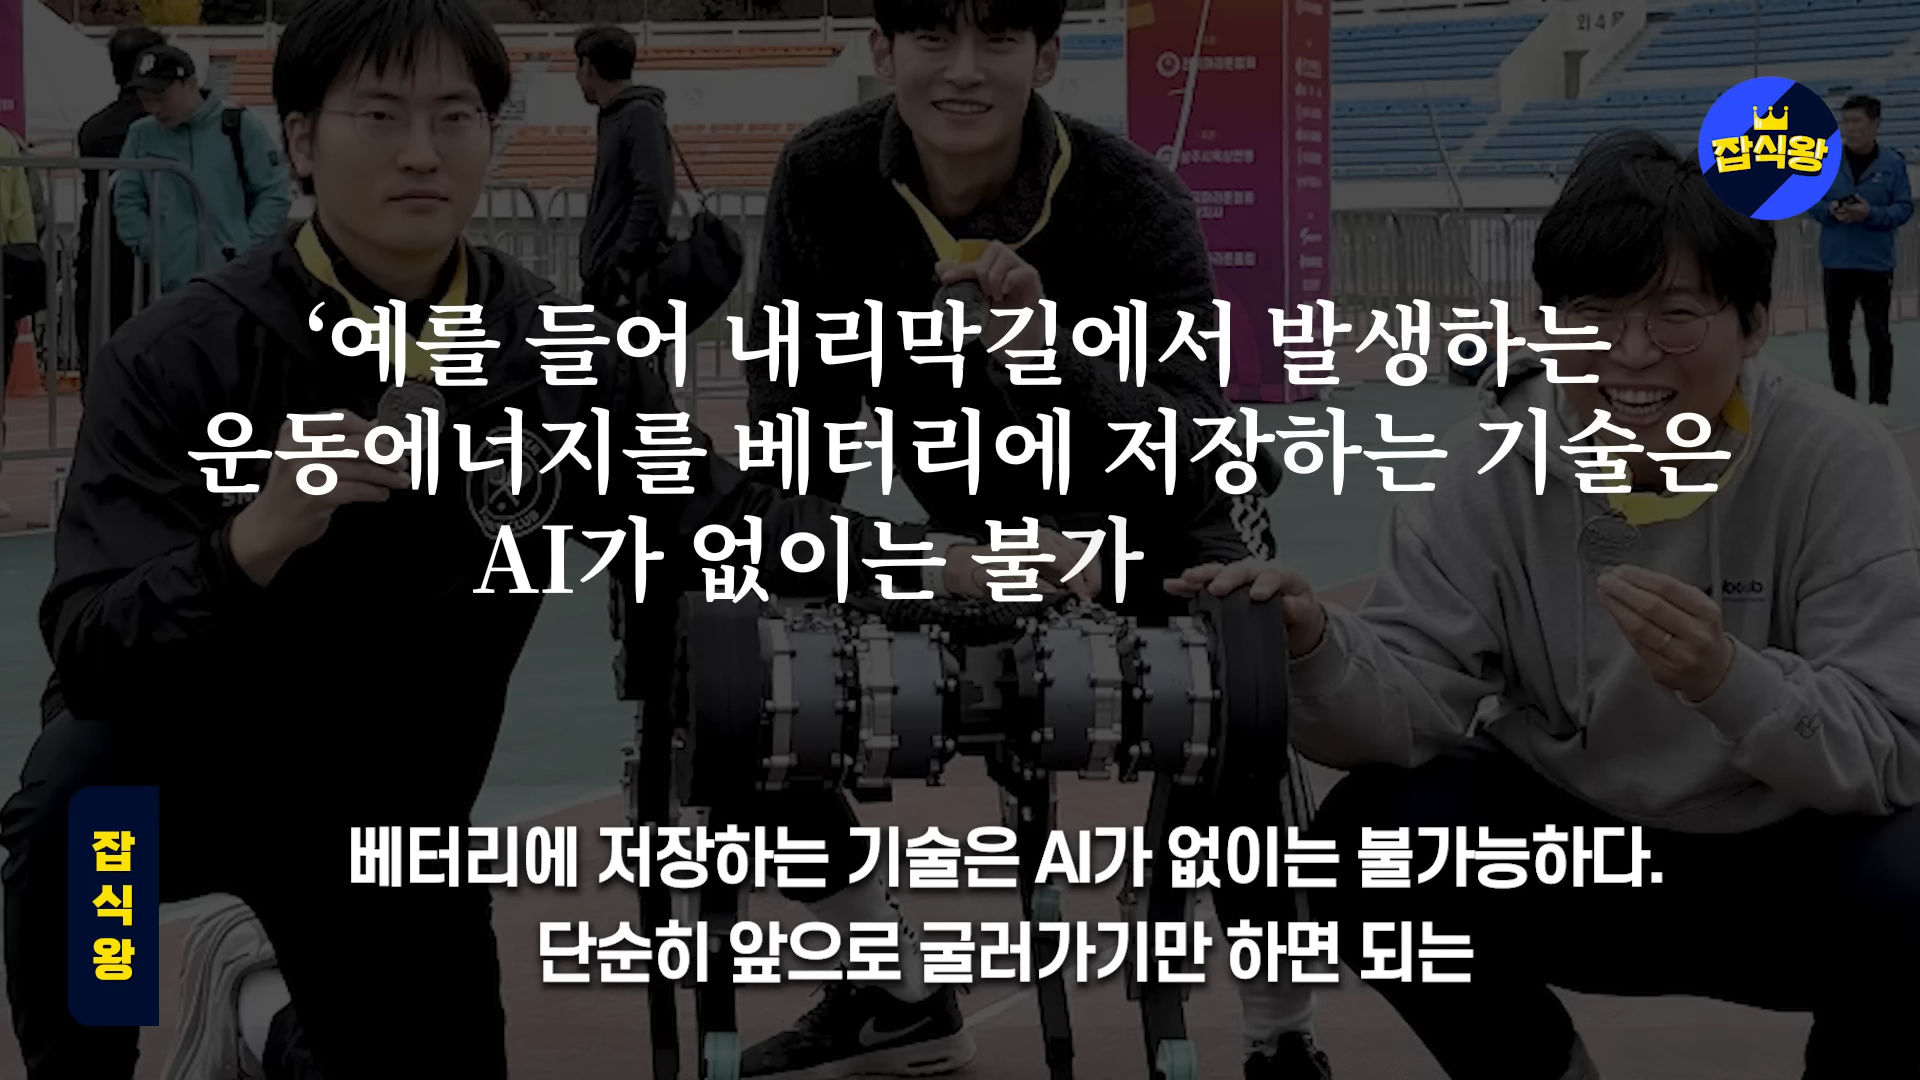 외 4 문
잡식왕
‘예를 들어 내리막길에서 발생하는
운동에너지를 베터리에 저장하는 기술은
AI가 없이는 불가
베터리에 저장하는 기술은 AI가 없이는 불가능하다.
단순히 앞으로 굴러가기만 하면 되는
잡
식
왕